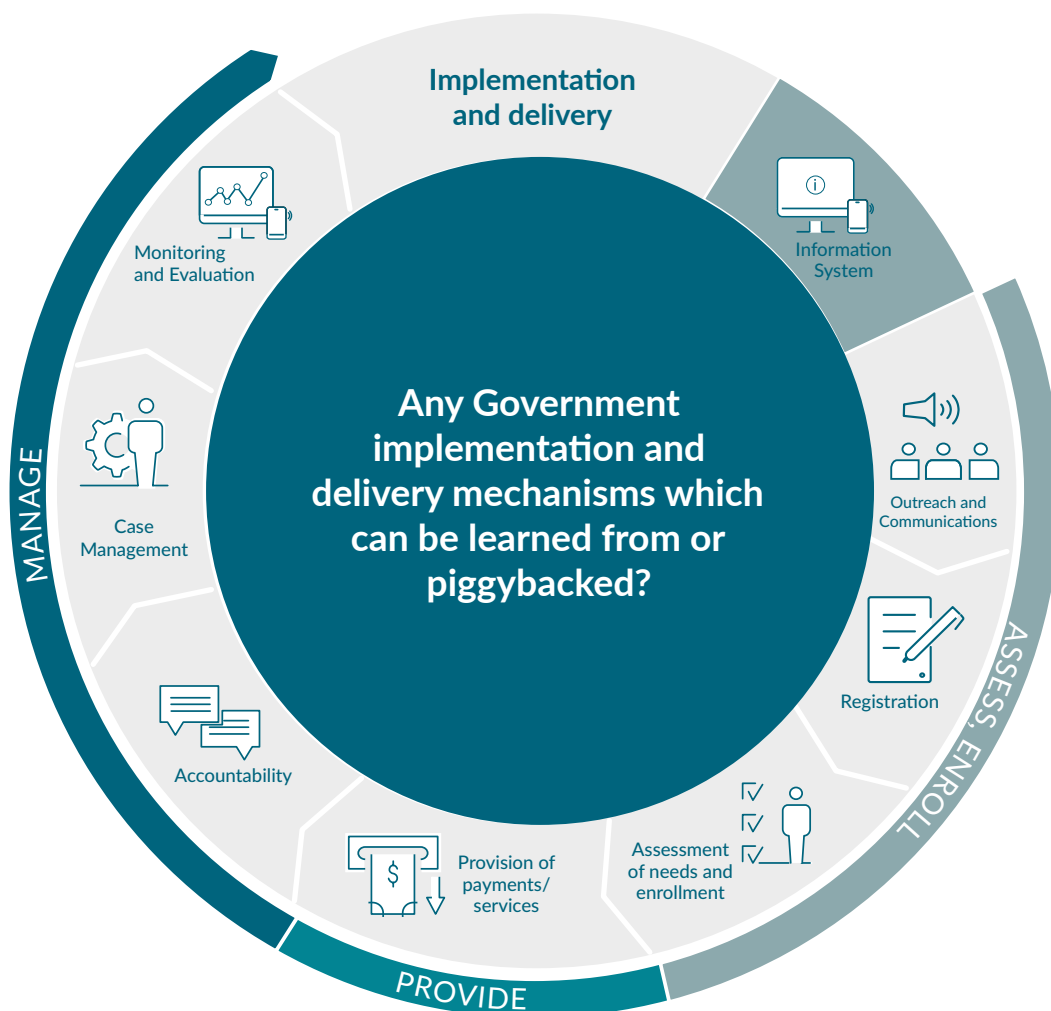 Implementation
and delivery
Information
System
Outreach and
Communications
Registration
Assessment
of needs and
enrollment
Provision of
payments/
services
$
Accountability
Case
Management
Monitoring
and Evaluation
i
Any Government
implementation and
delivery mechanisms which
can be learned from or
piggybacked?
ASSESS, ENROLL
PROVIDE
MANAGE